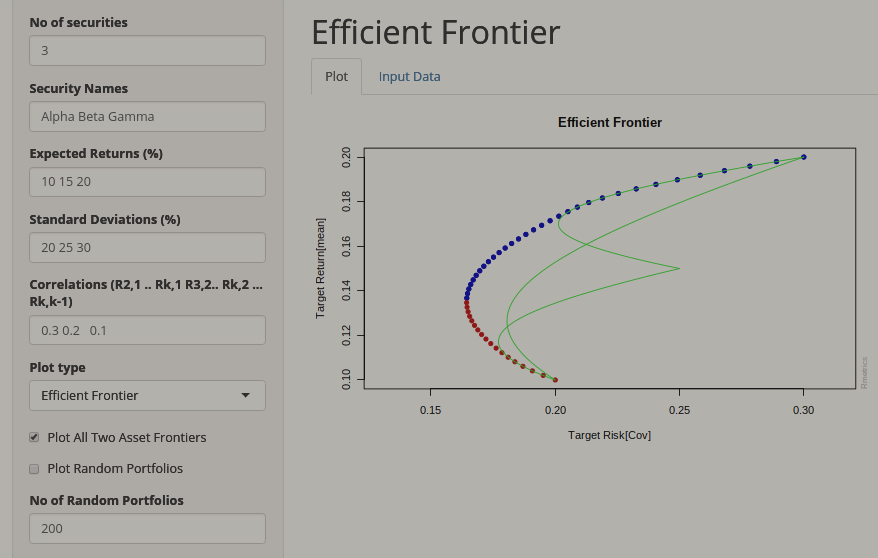 No of securities
3
Security Names
Alpha Beta Gamma
Expected Returns (%)
10 15 20
Standard Deviations (%)
20 25 30
Correlations (R2,1 .. Rk,1 R3,2.. Rk,2 ...
Rk,k-1)
0.3 0.2   0.1
Plot type
Efficient Frontier
Plot All Two Asset Frontiers
Plot Random Portfolios
No of Random Portfolios
200
Efficient Frontier
Plot
Input Data
Efficient Frontier
Target Return[mean]
0.20
0.18
0.16
0.14
0.12
0.10
0.15
0.20
0.25
0.30
Target Risk[Cov]
Rmetrics